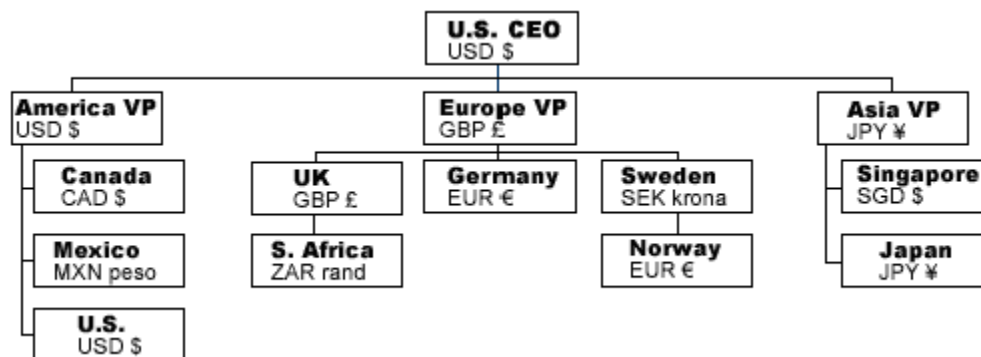 U.S. CEO
USD $
America VP
USD $
Europe VP
GBP £
Asia VP
JPY ¥
Canada
CAD $
UK
GBP £
Germany
EUR €
Sweden
SEK krona
Singapore
SGD $
Mexico
MXN peso
S. Africa
ZAR rand
Norway
EUR €
Japan
JPY ¥
U.S.
USD $